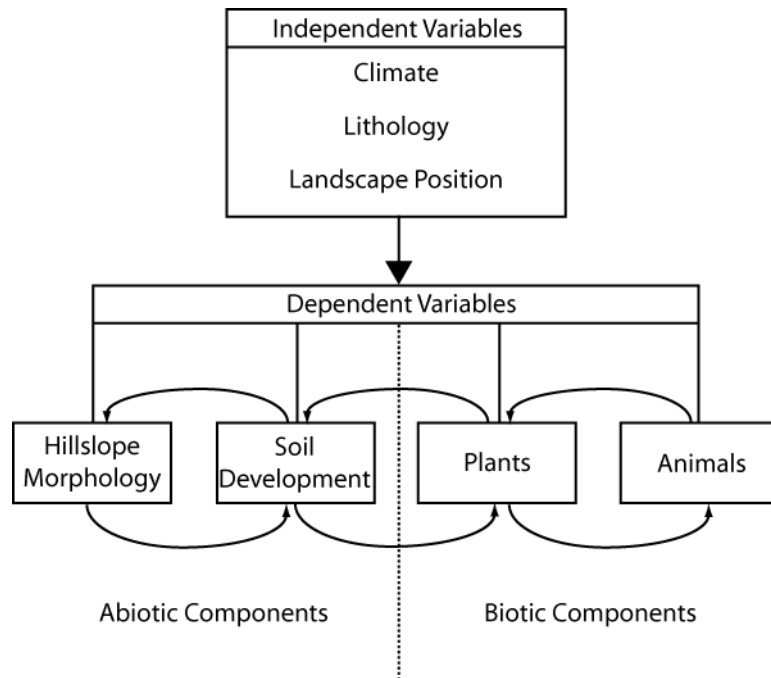 Independent Variables
Climate
Lithology
Landscape Position
Dependent Variables
Hillslope
Morphology
Soil
Development
Plants
Animals
Abiotic Components
Biotic Components